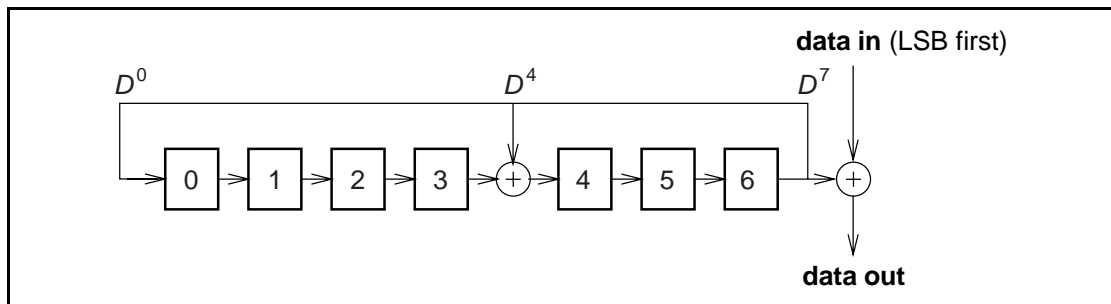 data in (LSB first)
D⁰ D⁴ D⁷
0 1 2 3 + 4 5 6 +
data out